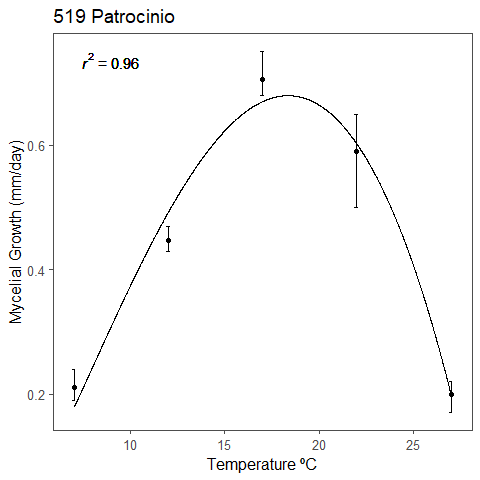 519 Patrocinio
r² = 0.96
Mycelial Growth (mm/day)
0.6
0.4
0.2
10 15 20 25
Temperature ºC